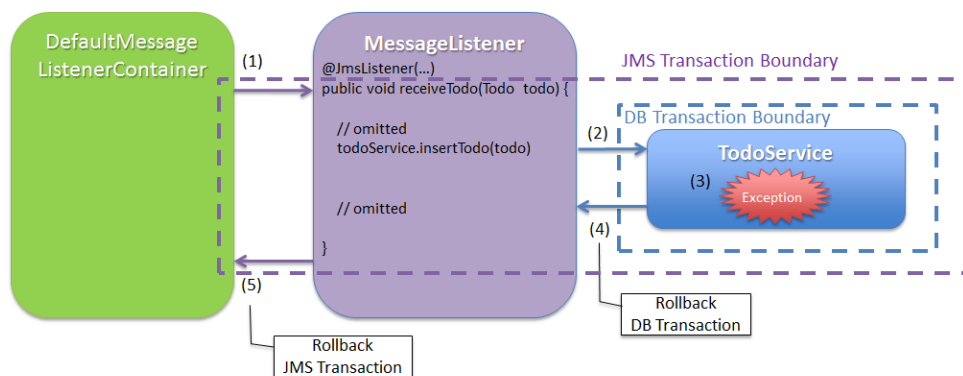 DefaultMessage
ListenerContainer
(1)
MessageListener
@JmsListener(...)
public void receiveTodo(Todo todo) {
// omitted
todoService.insertTodo(todo)
// omitted
}
JMS Transaction Boundary
DB Transaction Boundary
(2)
TodoService
(3)
Exception
(4)
Rollback
DB Transaction
(5)
Rollback
JMS Transaction